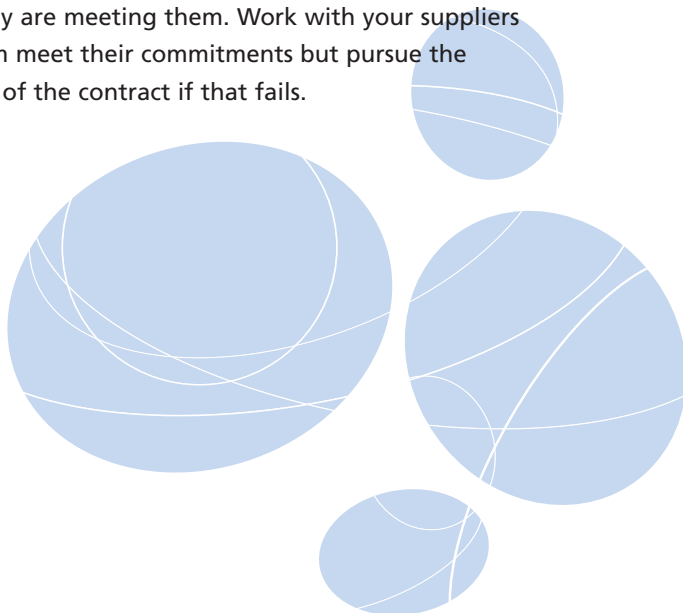 y are meeting them. Work with your suppliers
m meet their commitments but pursue the
of the contract if that fails.